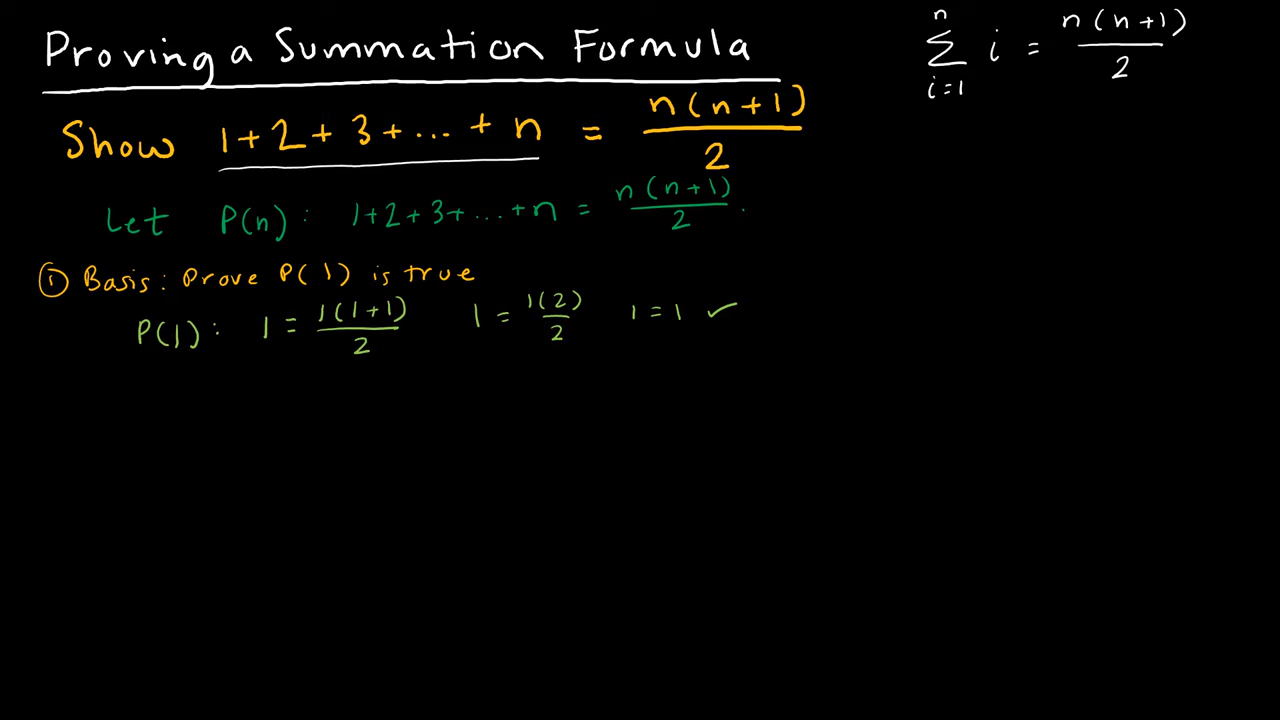 Proving a Summation Formula
n
∑ i = n(n+1)/2
i=1
Show 1+2+3+...+n = n(n+1)/2
Let P(n): 1+2+3+...+n = n(n+1)/2.
① Basis: Prove P(1) is true
P(1): 1 = 1(1+1)/2 1 = 1(2)/2 1=1 ✓